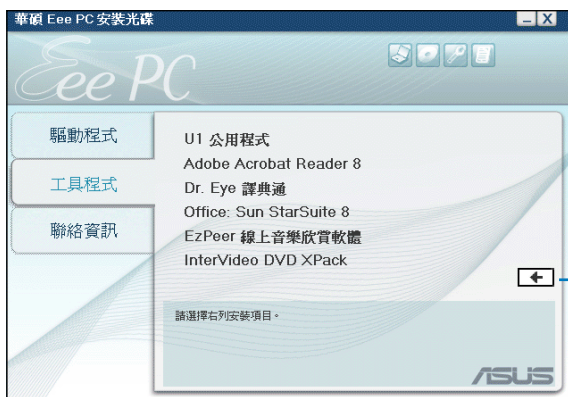 華碩 Eee PC 安裝光碟
Eee PC
驅動程式
工具程式
聯絡資訊
U1 公用程式
Adobe Acrobat Reader 8
Dr. Eye 譯典通
Office: Sun StarSuite 8
EzPeer 線上音樂欣賞軟體
InterVideo DVD XPack
請選擇右列安裝項目。
ASUS